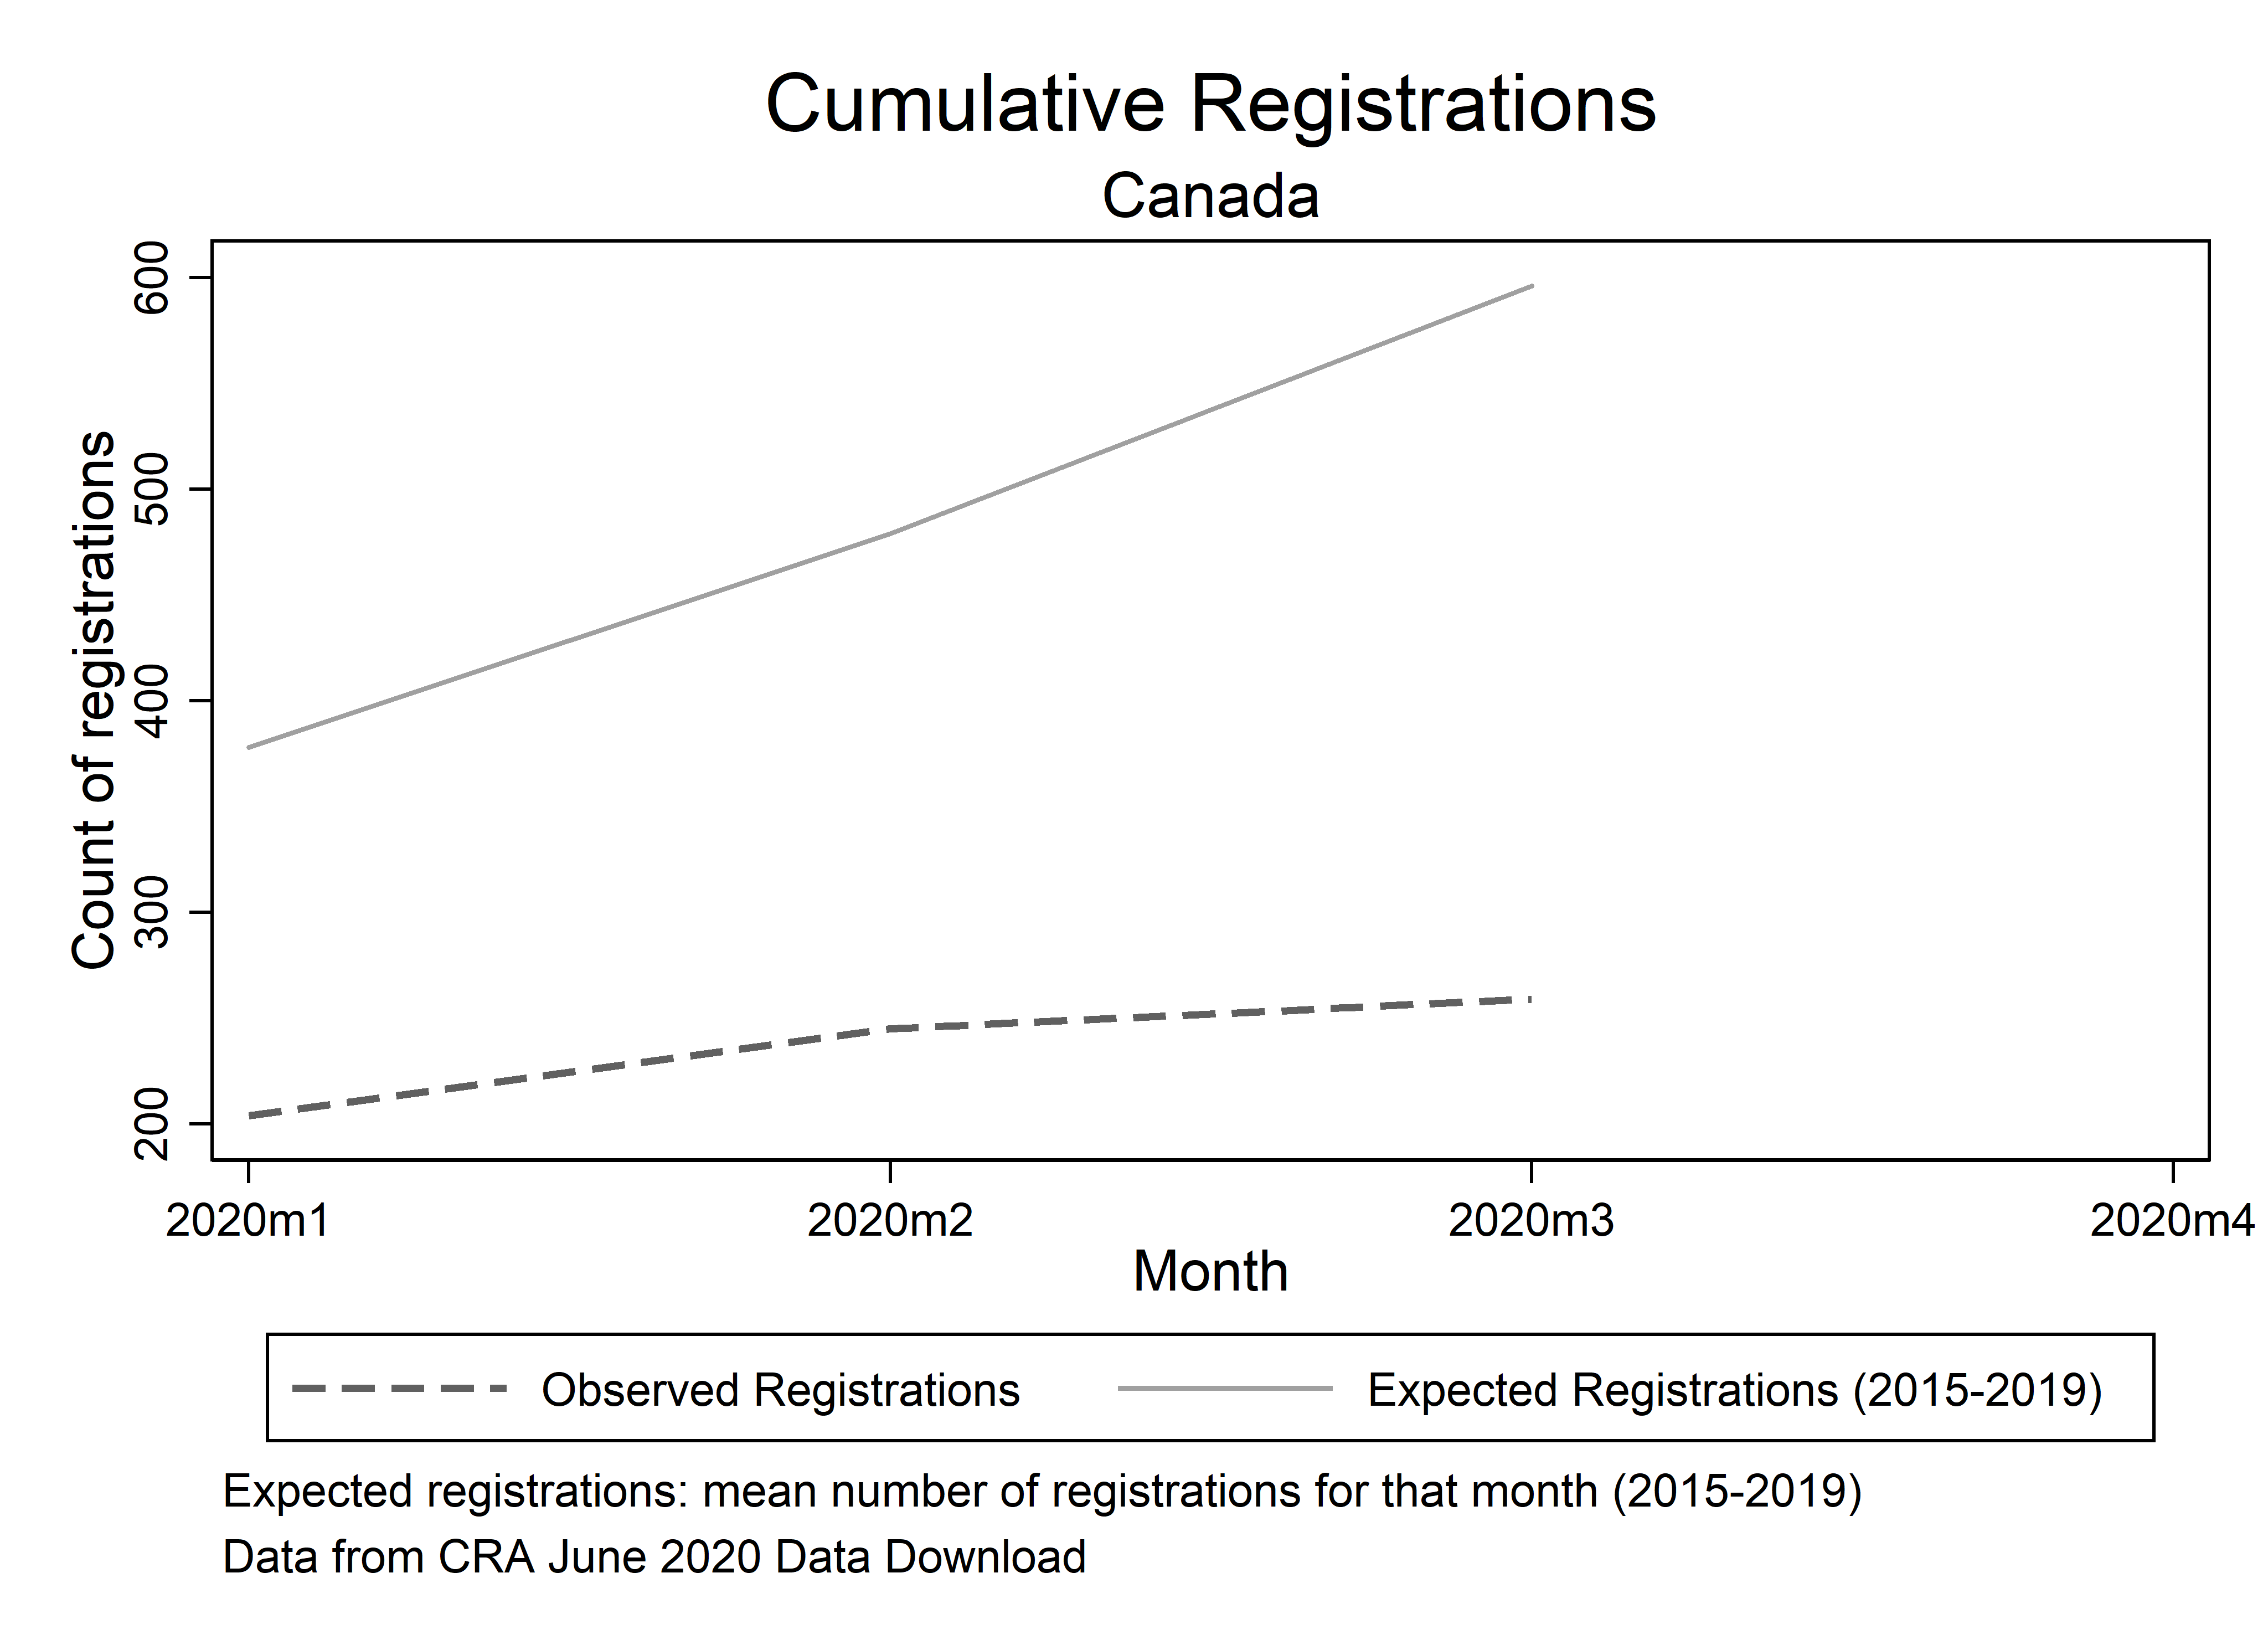 Cumulative Registrations
Canada
Count of registrations
600
500
400
300
200
2020m1 2020m2 2020m3 2020m4
Month
Observed Registrations Expected Registrations (2015-2019)
Expected registrations: mean number of registrations for that month (2015-2019)
Data from CRA June 2020 Data Download